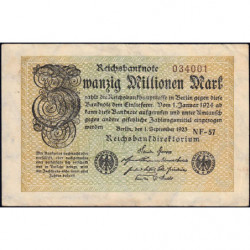 Reichsbanknote
034001
wanzig Millionen Mark
zahlt die Reichsbankhauptkasse in Berlin gegen diese
Banknote dem Einlieferer. Vom 1. Januar 1924 ab
kann diese Banknote aufgerufen und unter Umtausch
gegen andere gesetzliche Zahlungsmittel eingezogen
werden
Berlin, den 1. September 1923
NF-57
Reichsbankdirektorium